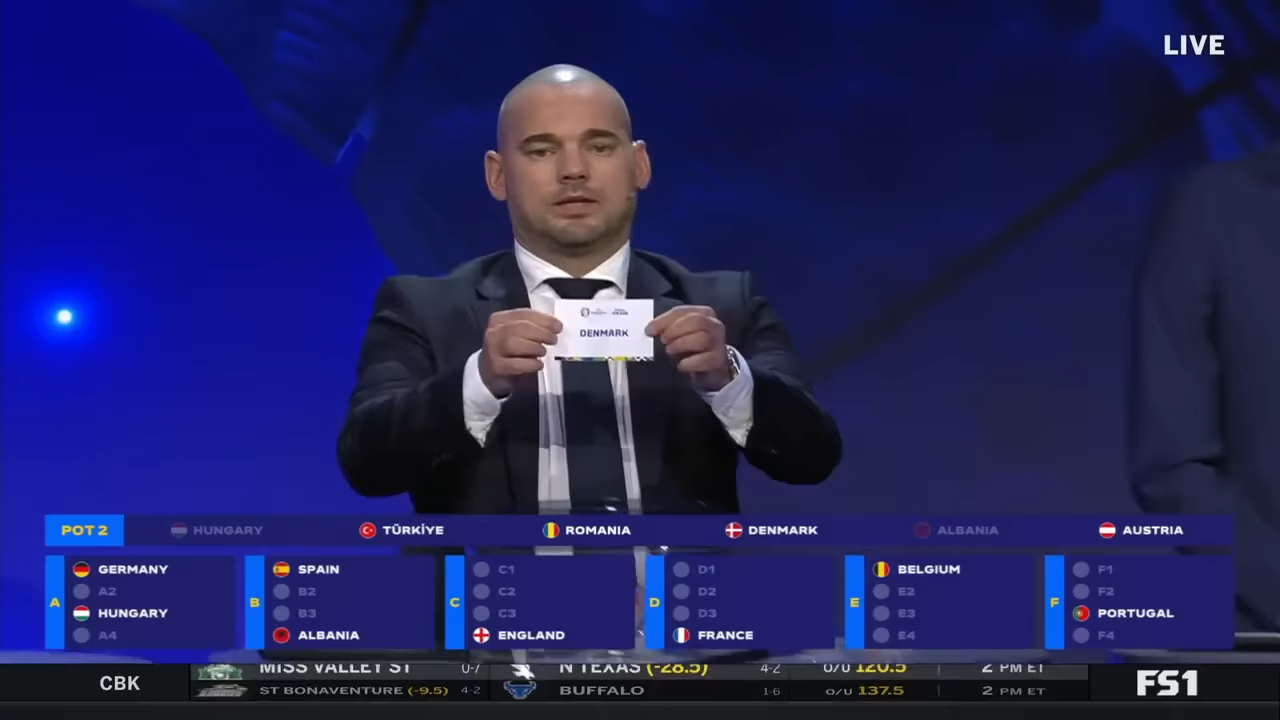 LIVE
DENMARK
POT 2
HUNGARY
TÜRKİYE
ROMANIA
DENMARK
ALBANIA
AUSTRIA
A
GERMANY
A2
HUNGARY
A4
B
SPAIN
B2
B3
ALBANIA
C
C1
C2
C3
ENGLAND
D
D1
D2
D3
FRANCE
E
BELGIUM
E2
E3
E4
F
F1
F2
PORTUGAL
F4
CBK
MISS VALLEY ST 0-7
ST BONAVENTURE (-9.5) 4-2
N TEXAS (-28.5) 4-2 O/U 120.5 2 PM ET
BUFFALO 1-6 O/U 137.5 2 PM ET
FS1